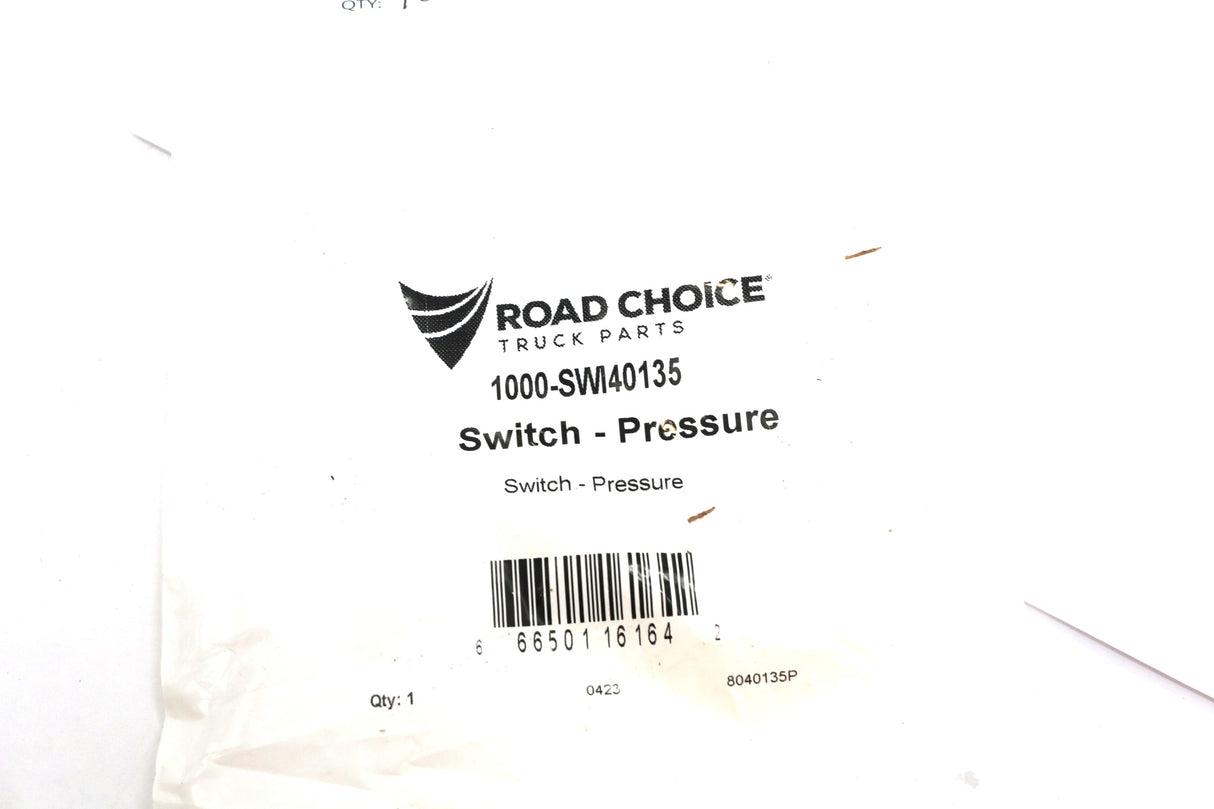 QTY:
ROAD CHOICE®
TRUCK PARTS
1000-SWI40135
Switch - Pressure
Switch - Pressure
6 66501 16164 2
Qty: 1 0423 8040135P